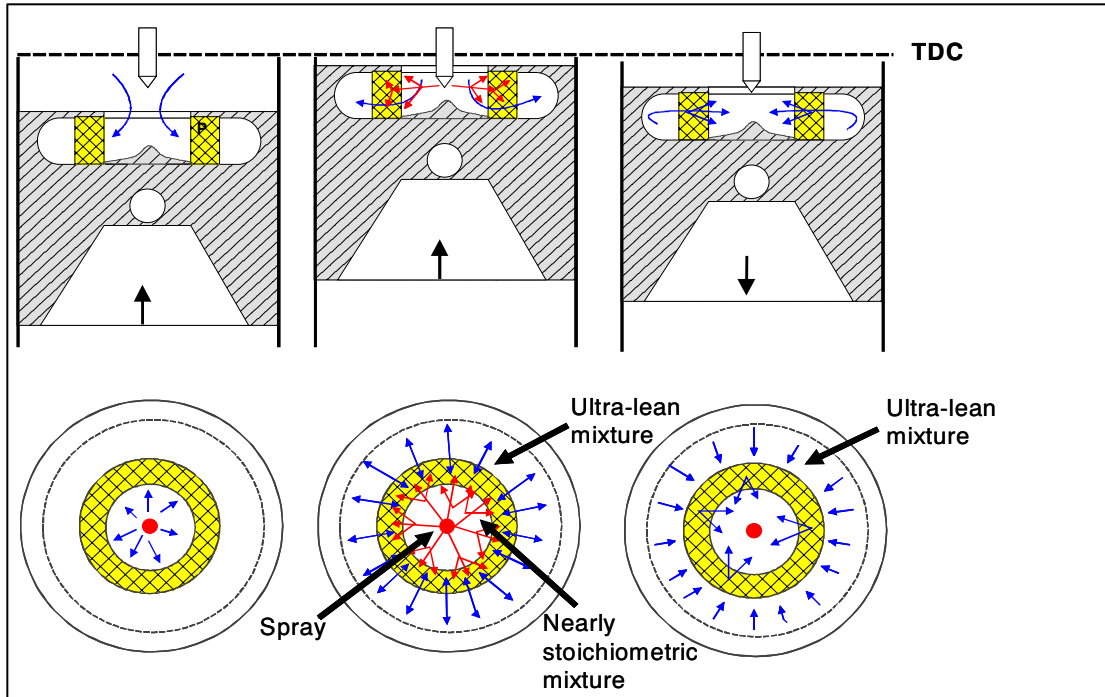 TDC
P
Ultra-lean
mixture
Ultra-lean
mixture
Spray
Nearly
stoichiometric
mixture